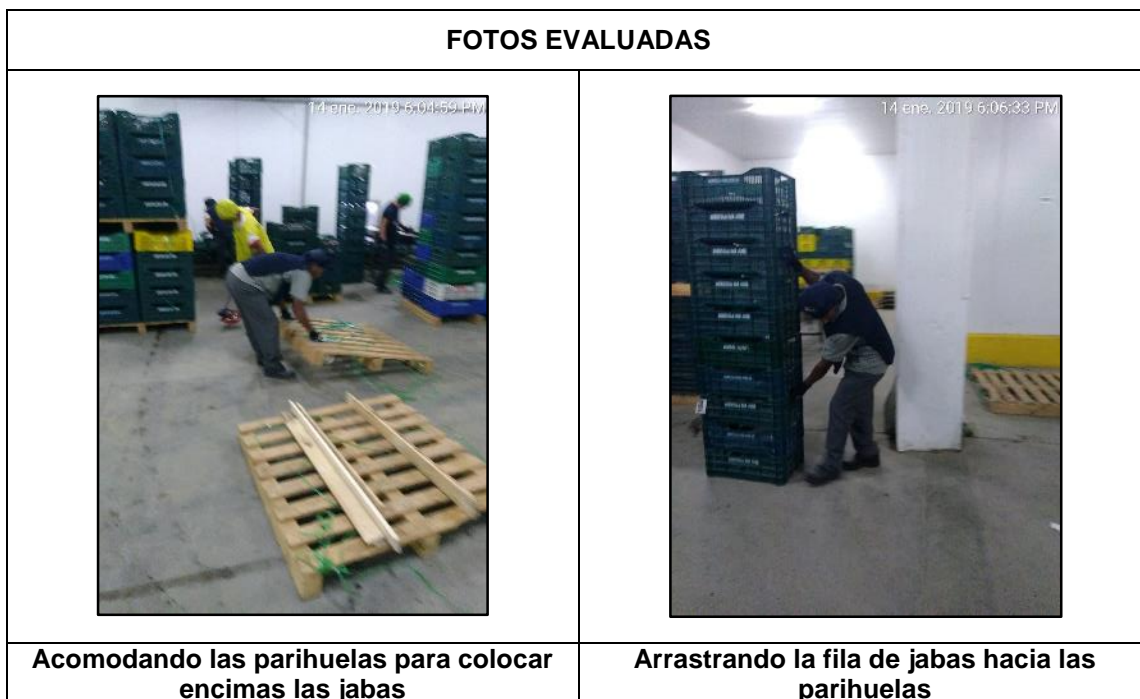 FOTOS EVALUADAS
14 ene. 2019 6:04:59 PM
14 ene. 2019 6:06:33 PM
Acomodando las parihuelas para colocar
encimas las jabas
Arrastrando la fila de jabas hacia las
parihuelas